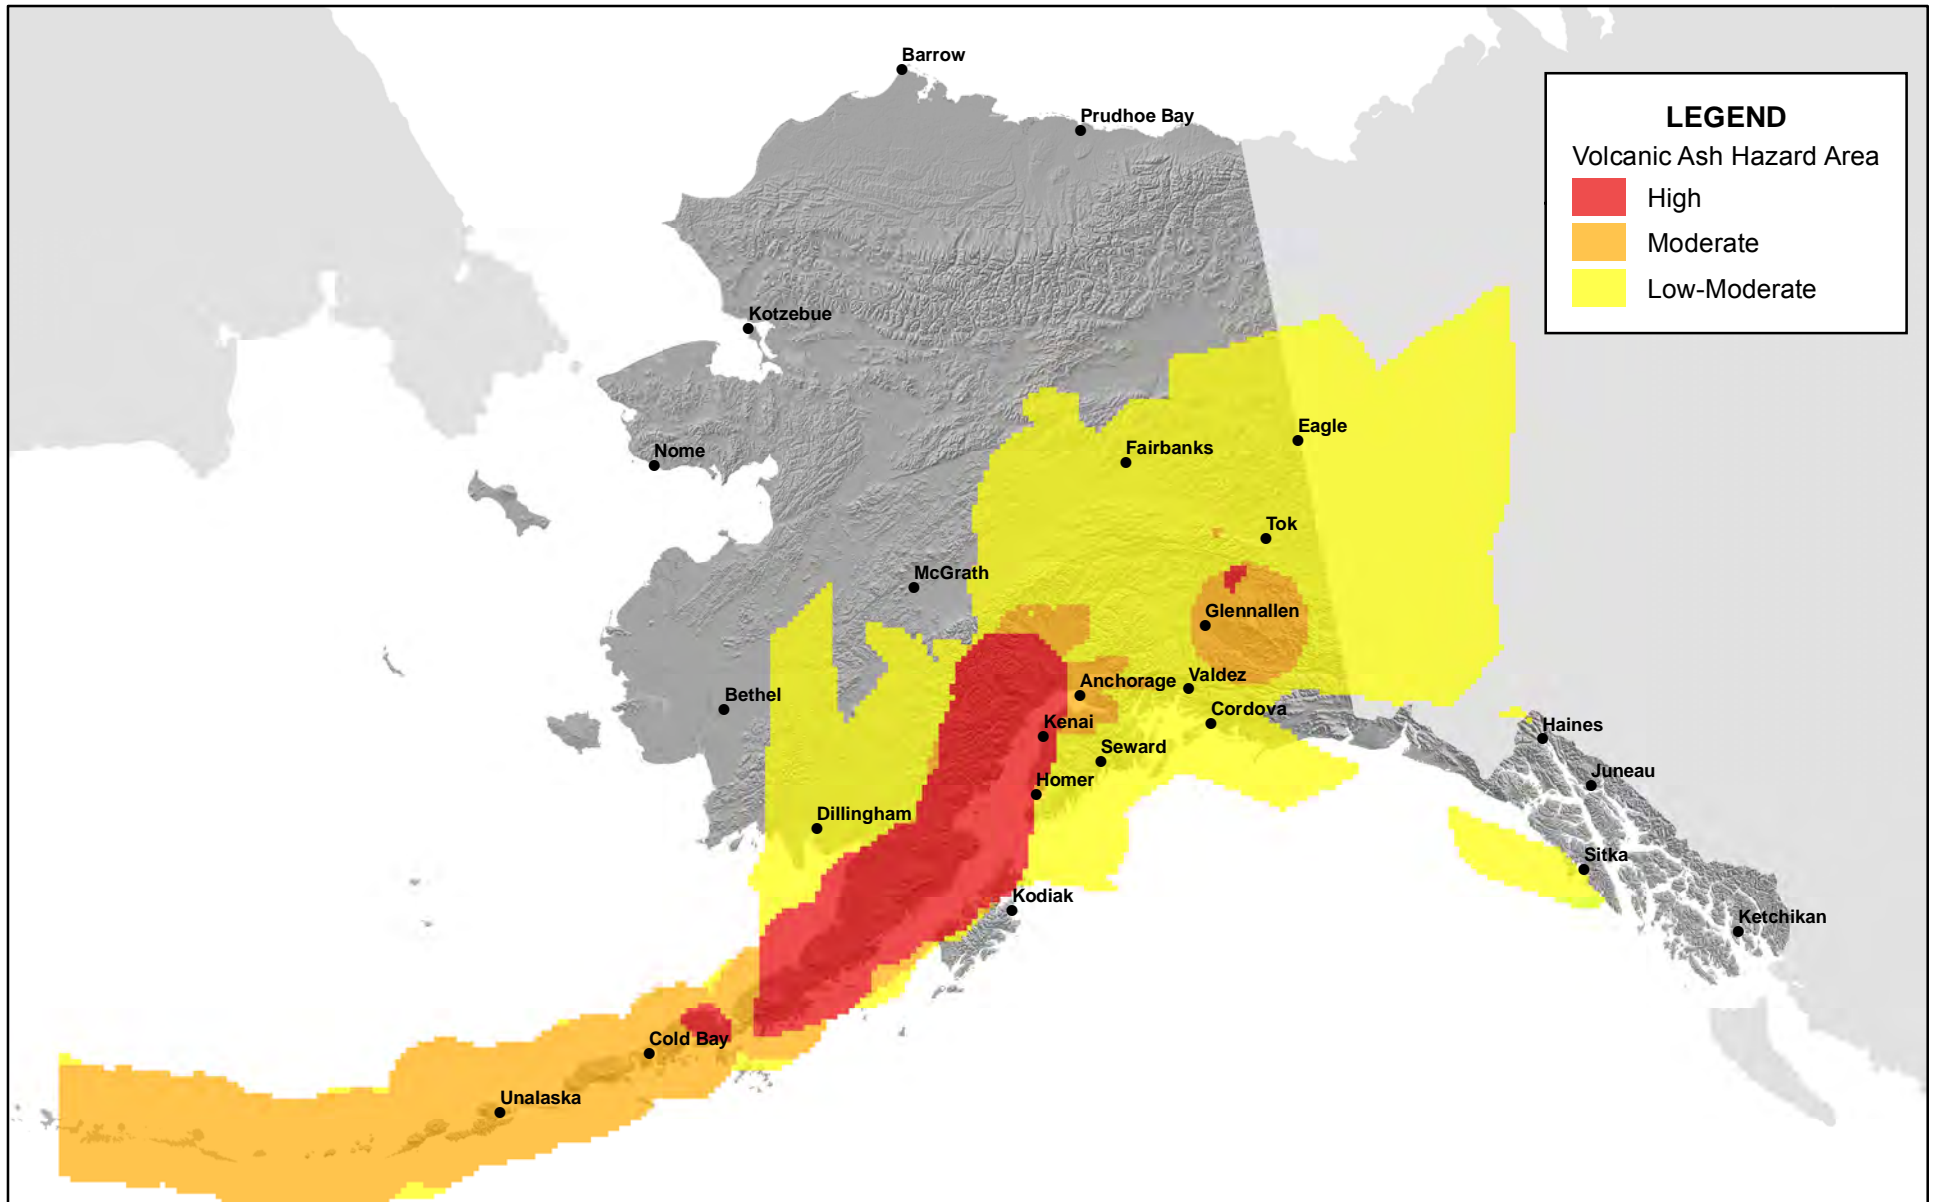 Barrow
Prudhoe Bay
LEGEND
Volcanic Ash Hazard Area
High
Moderate
Low-Moderate
Kotzebue
Eagle
Fairbanks
Nome
Tok
McGrath
Glennallen
Bethel
Anchorage
Valdez
Cordova
Kenai
Haines
Seward
Homer
Juneau
Dillingham
Sitka
Kodiak
Ketchikan
Cold Bay
Unalaska